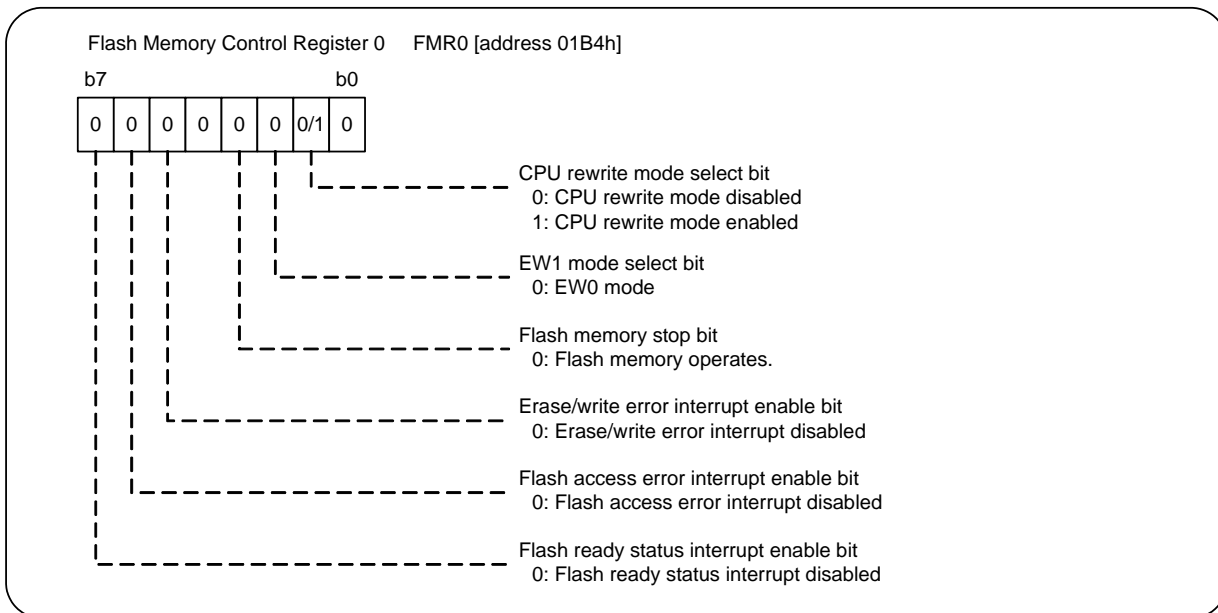 Flash Memory Control Register 0 FMR0 [address 01B4h]
b7 b0
0 0 0 0 0 0 0/1 0
CPU rewrite mode select bit
0: CPU rewrite mode disabled
1: CPU rewrite mode enabled
EW1 mode select bit
0: EW0 mode
Flash memory stop bit
0: Flash memory operates.
Erase/write error interrupt enable bit
0: Erase/write error interrupt disabled
Flash access error interrupt enable bit
0: Flash access error interrupt disabled
Flash ready status interrupt enable bit
0: Flash ready status interrupt disabled